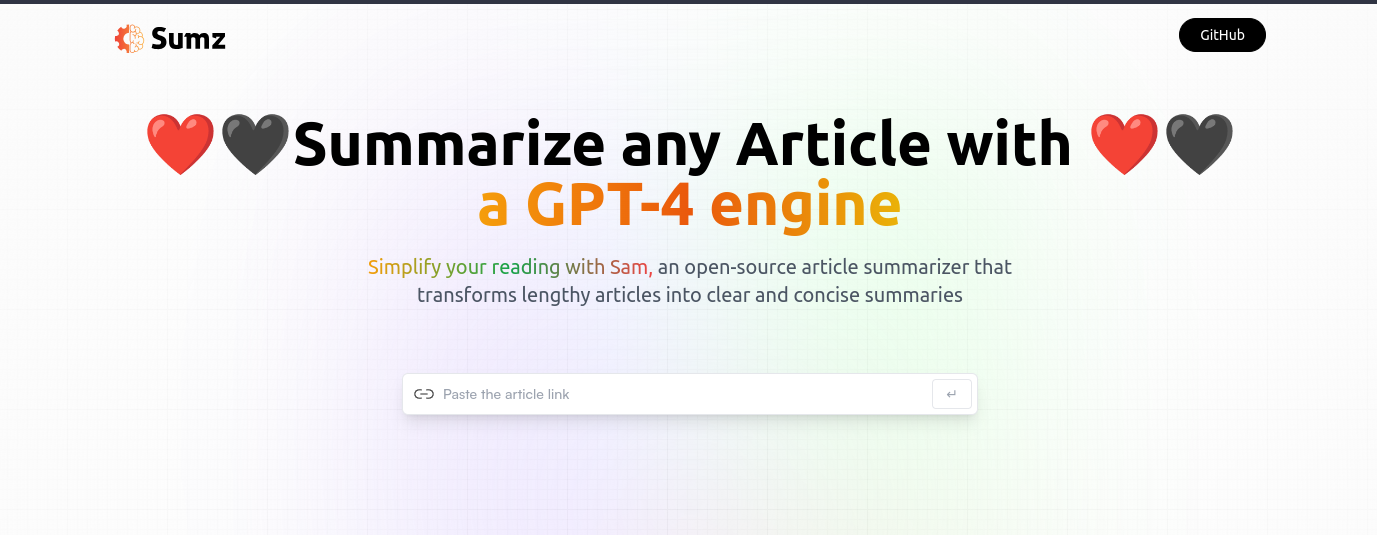 Sumz
GitHub
❤️🖤Summarize any Article with ❤️🖤
a GPT-4 engine
Simplify your reading with Sam, an open-source article summarizer that
transforms lengthy articles into clear and concise summaries
Paste the article link
↵